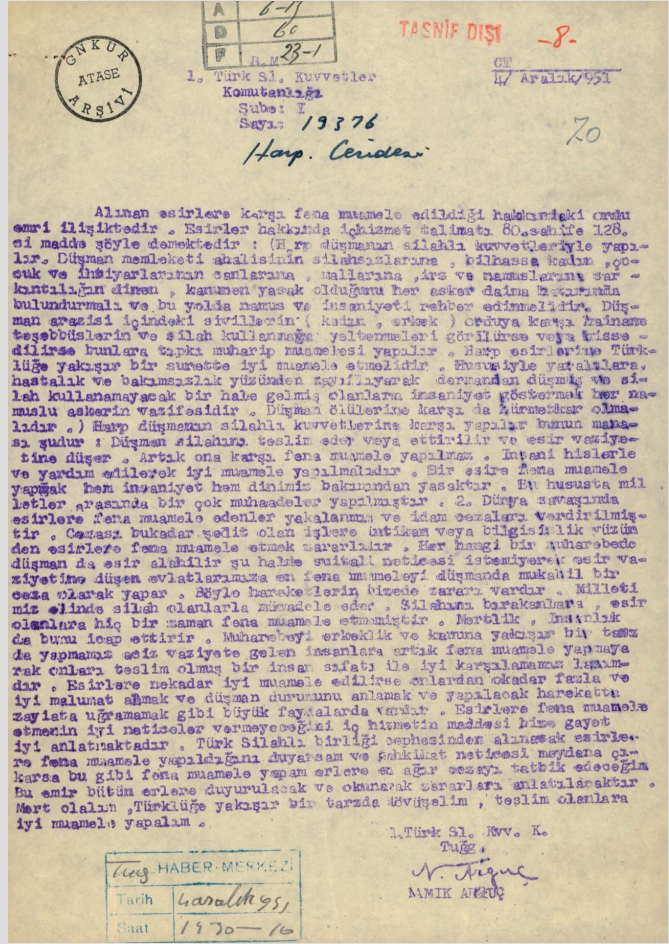 A 6-15
D 60
F 23-1
TASNİF DIŞI -8-
GNKUR
ATASE
ARŞİVİ
1. Türk Sl. Kuvvetler
Komutanlığı
Şube: I
Sayı: 19376
4/ Aralık/951
Harp. Ceridesi
70
Alınan esirlere karşı fena muamele edildiği hakkındaki ordu
emri ilişiktedir . Esirler hakkında içhizmet talimatı 80.sahife 128.
si madde şöyle demektedir : (Harp düşmanın silahlı kuvvetleriyle yapı-
lır. Düşman memleketi ahalisinin silahsızlarına , bilhassa kadın ,ço-
cuk ve ihtiyarlarının canlarına , mallarına ,ırz ve namuslarına sar-
kıntılığın dinen , kanunen yasak olduğunu her asker daima hatırında
bulundurmalı ve bu yolda namus ve insaniyeti rehber edinmelidir. Düş-
man arazisi içindeki sivillerin ( kadın , erkek ) Orduya karşı hainane
teşebbüslerin ve silah kullanmağa yeltenmeleri görülürse veya hisse -
dilirse bunlara tıpkı muharip muamelesi yapılır . Harp esirlerine Türk-
lüğe yakışır bir surette iyi muamele etmelidir . Hususiyle yaralılara,
hastalık ve bakımsızlık yüzünden zayıflıyarak dermandan düşmüş ve si-
lah kullanamayacak bir hale gelmiş olanlara insaniyet göstermek her na-
muslu askerin vazifesidir . Düşman ölülerine karşı da hürmetkar olma-
lıdır .) Harp düşmanın silahlı kuvvetlerine karşı yapılır bunun mana-
sı şudur : Düşman silahını teslim eder veya ettirilir ve esir vaziye-
tine düşer . Artık ona karşı fena muamele yapılmaz . İnsani hislerle
ve yardım edilerek iyi muamele yapılmalıdır . Bir esire fena muamele
yapmak hem insaniyet hem dinimiz bakımından yasaktır . Bu hususta mil
letler arasında bir çok muhaadeler yapılmıştır . 2. Dünya savaşında
esirlere fena muamele edenler yakalanmış ve idam cezaları verdirilmiş-
tir . Cezası bukadar şedit olan işlere intikam veya bilgisizlik yüzün
den esirlere fena muamele etmek zararlıdır . Her hangi bir muharebede
düşman da esir alabilir şu halde suitali neticesi istemiyerek esir va-
ziyetine düşen evlatlarımıza en fena muameleyi düşmanda mukabil bir
ceza olarak yapar . Böyle hareketlerin bizede zararı vardır . Milleti
miz elinde silah olanlarla mücadele eder . Silahını bırakanlara , esir
olanlara hiç bir zaman fena muamele etmemiştir . Mertlik , İnsanlık
da bunu icap ettirir . Muharebeyi erkeklik ve kanuna yakışır bir tarz
da yapmamız aciz vaziyete gelen insanlara artık fena muamele yapmaya
rak onları teslim olmuş bir insan sıfatı ile iyi karşılamamız lazım-
dır . Esirlere nekadar iyi muamele edilirse onlardan okadar fazla ve
iyi malumat almak ve düşman durumunu anlamak ve yapılacak harekatta
zayiata uğramamak gibi büyük faydalarda vardır . Esirlere fena muamele
etmenin iyi neticeler vermeyeceğini iç hizmetin maddesi bize gayet
iyi anlatmaktadır . Türk Silahlı birliği cephesinden alınacak esirle-
re fena muamele yapıldığını duyarsam ve tahkikat neticesi meydana çı-
karsa bu gibi fena muamele yapan erlere en ağır cezayı tatbik edeceğim
Bu emir bütün erlere duyurulacak ve okunarak zararları anlatılacaktır .
Mert olalım ,Türklüğe yakışır bir tarzda dövüşelim , teslim olanlara
iyi muamele yapalım .
1.Türk Sl. Kvv. K.
Tuğg.
NAMIK ARGUÇ
Tug HABER MERKEZİ
Tarih 4aralık 951
Saat 1930-16